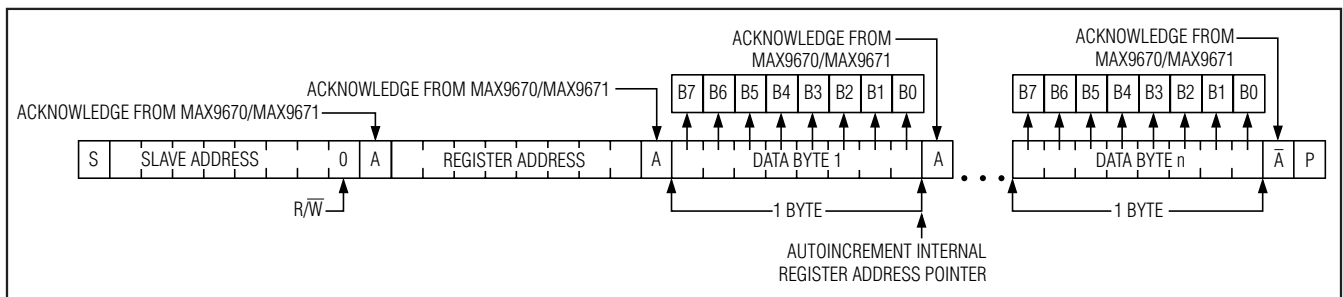 ACKNOWLEDGE FROM
MAX9670/MAX9671
ACKNOWLEDGE FROM
MAX9670/MAX9671
ACKNOWLEDGE FROM MAX9670/MAX9671
B7 B6 B5 B4 B3 B2 B1 B0
B7 B6 B5 B4 B3 B2 B1 B0
ACKNOWLEDGE FROM MAX9670/MAX9671
S SLAVE ADDRESS 0 A REGISTER ADDRESS A DATA BYTE 1 A ... DATA BYTE n A̅ P
R/W̅
1 BYTE
1 BYTE
AUTOINCREMENT INTERNAL
REGISTER ADDRESS POINTER